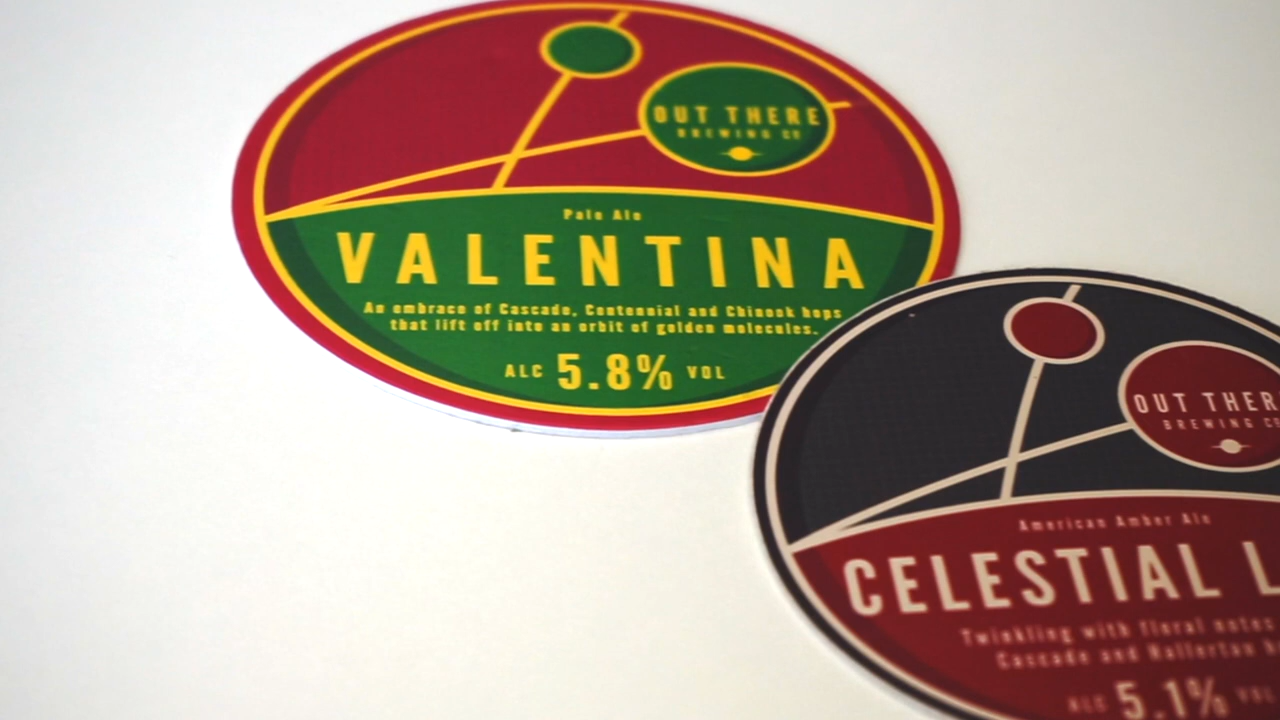 OUT THERE
BREWING CO
Pale Ale
VALENTINA
An embrace of Cascade, Centennial and Chinook hops
that lift off into an orbit of golden molecules.
ALC 5.8% VOL
OUT THER
BREWING CO
American Amber Ale
CELESTIAL L
Twinkling with floral notes
Cascade and Hallertau
ALC 5.1% VOL